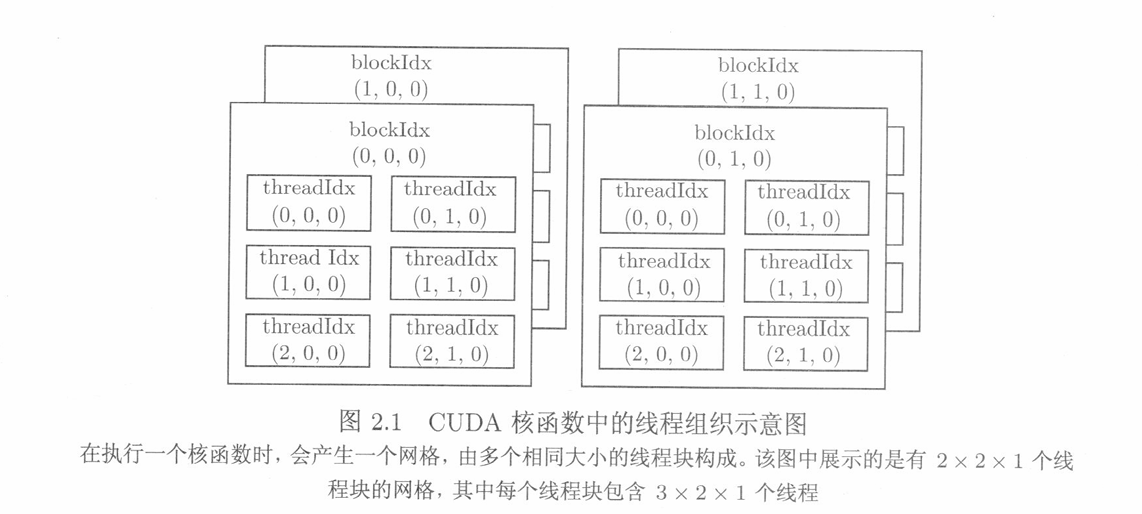 blockIdx
(1, 0, 0)
blockIdx
(1, 1, 0)
blockIdx
(0, 0, 0)
threadIdx
(0, 0, 0)
threadIdx
(0, 1, 0)
thread Idx
(1, 0, 0)
threadIdx
(1, 1, 0)
threadIdx
(2, 0, 0)
threadIdx
(2, 1, 0)
blockIdx
(0, 1, 0)
threadIdx
(0, 0, 0)
threadIdx
(0, 1, 0)
threadIdx
(1, 0, 0)
threadIdx
(1, 1, 0)
threadIdx
(2, 0, 0)
threadIdx
(2, 1, 0)
图 2.1 CUDA 核函数中的线程组织示意图
在执行一个核函数时, 会产生一个网格, 由多个相同大小的线程块构成。该图中展示的是有 2 × 2 × 1 个线
程块的网格, 其中每个线程块包含 3 × 2 × 1 个线程